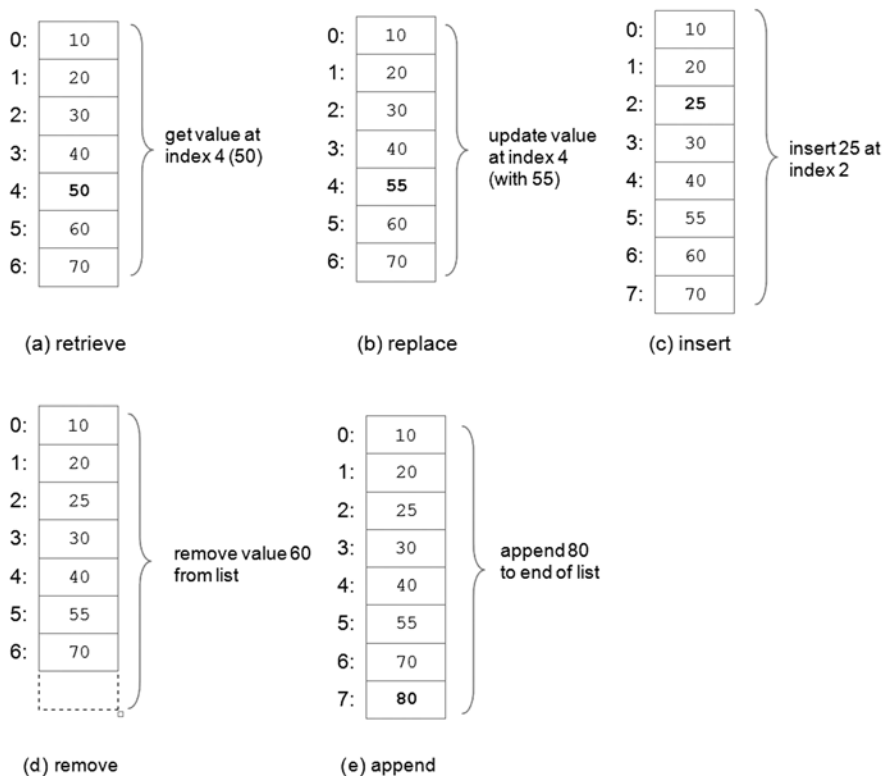 0: 10
1: 20
2: 30
3: 40
4: 50
5: 60
6: 70
get value at
index 4 (50)
(a) retrieve
0: 10
1: 20
2: 30
3: 40
4: 55
5: 60
6: 70
update value
at index 4
(with 55)
(b) replace
0: 10
1: 20
2: 25
3: 30
4: 40
5: 55
6: 60
7: 70
insert 25 at
index 2
(c) insert
0: 10
1: 20
2: 25
3: 30
4: 40
5: 55
6: 70
remove value 60
from list
(d) remove
0: 10
1: 20
2: 25
3: 30
4: 40
5: 55
6: 70
7: 80
append 80
to end of list
(e) append